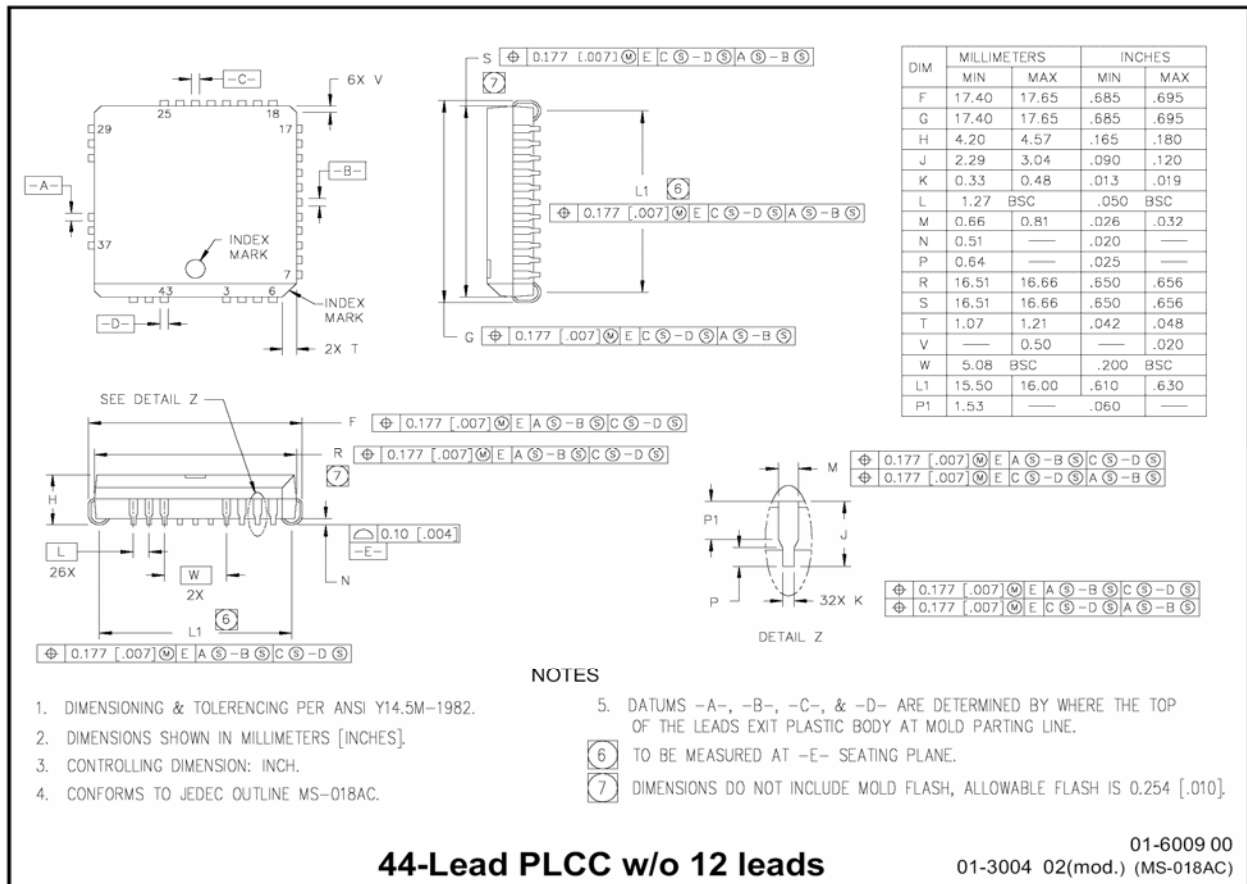 S ⌖ 0.177 [.007] Ⓜ E C Ⓢ -D Ⓢ A Ⓢ -B Ⓢ
7
-C-
6X V
25 18
29 17
-A-
-B-
37
INDEX
MARK
7
43 3 6
INDEX
MARK
-D-
2X T
L1 6
⌖ 0.177 [.007] Ⓜ E C Ⓢ -D Ⓢ A Ⓢ -B Ⓢ
G ⌖ 0.177 [.007] Ⓜ E C Ⓢ -D Ⓢ A Ⓢ -B Ⓢ
DIM MILLIMETERS INCHES
MIN MAX MIN MAX
F 17.40 17.65 .685 .695
G 17.40 17.65 .685 .695
H 4.20 4.57 .165 .180
J 2.29 3.04 .090 .120
K 0.33 0.48 .013 .019
L 1.27 BSC .050 BSC
M 0.66 0.81 .026 .032
N 0.51 — .020 —
P 0.64 — .025 —
R 16.51 16.66 .650 .656
S 16.51 16.66 .650 .656
T 1.07 1.21 .042 .048
V — 0.50 — .020
W 5.08 BSC .200 BSC
L1 15.50 16.00 .610 .630
P1 1.53 — .060 —
SEE DETAIL Z
F ⌖ 0.177 [.007] Ⓜ E A Ⓢ -B Ⓢ C Ⓢ -D Ⓢ
R ⌖ 0.177 [.007] Ⓜ E A Ⓢ -B Ⓢ C Ⓢ -D Ⓢ
7
H
⌓ 0.10 [.004]
-E-
L
26X
W
2X
N
6
L1
⌖ 0.177 [.007] Ⓜ E A Ⓢ -B Ⓢ C Ⓢ -D Ⓢ
M ⌖ 0.177 [.007] Ⓜ E A Ⓢ -B Ⓢ C Ⓢ -D Ⓢ
⌖ 0.177 [.007] Ⓜ E C Ⓢ -D Ⓢ A Ⓢ -B Ⓢ
P1
J
P
32X K
⌖ 0.177 [.007] Ⓜ E A Ⓢ -B Ⓢ C Ⓢ -D Ⓢ
⌖ 0.177 [.007] Ⓜ E C Ⓢ -D Ⓢ A Ⓢ -B Ⓢ
DETAIL Z
NOTES
1. DIMENSIONING & TOLERENCING PER ANSI Y14.5M-1982.
2. DIMENSIONS SHOWN IN MILLIMETERS [INCHES].
3. CONTROLLING DIMENSION: INCH.
4. CONFORMS TO JEDEC OUTLINE MS-018AC.
5. DATUMS -A-, -B-, -C-, & -D- ARE DETERMINED BY WHERE THE TOP
OF THE LEADS EXIT PLASTIC BODY AT MOLD PARTING LINE.
6 TO BE MEASURED AT -E- SEATING PLANE.
7 DIMENSIONS DO NOT INCLUDE MOLD FLASH, ALLOWABLE FLASH IS 0.254 [.010].
44-Lead PLCC w/o 12 leads
01-6009 00
01-3004 02(mod.) (MS-018AC)